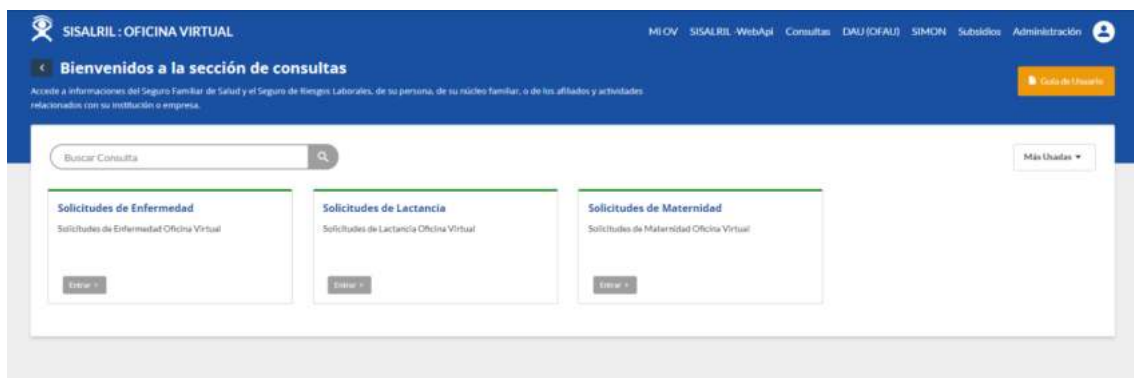 SISALRIL : OFICINA VIRTUAL
MI OV SISALRIL -WebApi Consultas DAU (OFAU) SIMON Subsidios Administración
Bienvenidos a la sección de consultas
Guía de Usuario
Accede a informaciones del Seguro Familiar de Salud y el Seguro de Riesgos Laborales, de su persona, de su núcleo familiar, o de los afiliados y actividades
relacionados con su institución o empresa.
Buscar Consulta
Más Usadas
Solicitudes de Enfermedad
Solicitudes de Enfermedad Oficina Virtual
Entrar >
Solicitudes de Lactancia
Solicitudes de Lactancia Oficina Virtual
Entrar >
Solicitudes de Maternidad
Solicitudes de Maternidad Oficina Virtual
Entrar >